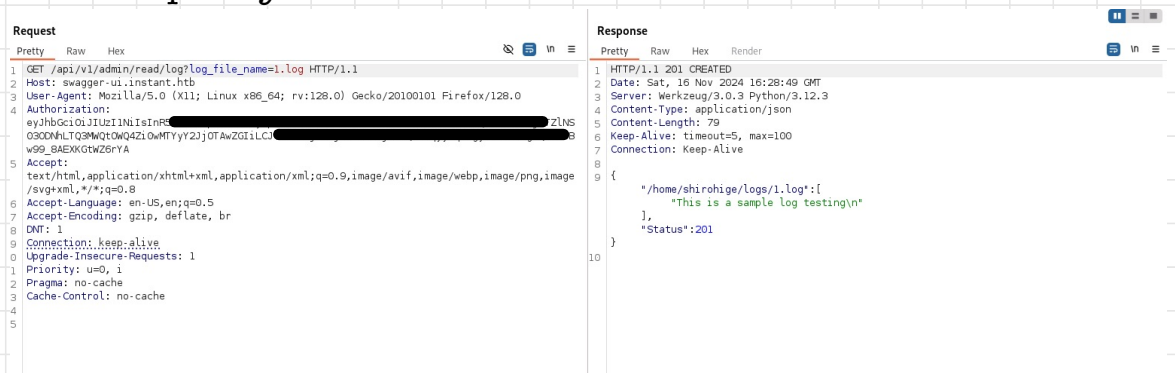 Request
Pretty Raw Hex
\n
1 GET /api/v1/admin/read/log?log_file_name=1.log HTTP/1.1
2 Host: swagger-ui.instant.htb
3 User-Agent: Mozilla/5.0 (X11; Linux x86_64; rv:128.0) Gecko/20100101 Firefox/128.0
4 Authorization:
eyJhbGciOiJIUzI1NiIsInR5 ZlNS
O3ODNhLTQ3MWQtOWQ4Zi0wMTYyY2JjOTAwZGIiLCJ 8
w99_8AEXKGtWZ6rYA
5 Accept:
text/html,application/xhtml+xml,application/xml;q=0.9,image/avif,image/webp,image/png,image
/svg+xml,*/*;q=0.8
6 Accept-Language: en-US,en;q=0.5
7 Accept-Encoding: gzip, deflate, br
8 DNT: 1
9 Connection: keep-alive
0 Upgrade-Insecure-Requests: 1
1 Priority: u=0, i
2 Pragma: no-cache
3 Cache-Control: no-cache
4
5
Response
Pretty Raw Hex Render
\n
1 HTTP/1.1 201 CREATED
2 Date: Sat, 16 Nov 2024 16:28:49 GMT
3 Server: Werkzeug/3.0.3 Python/3.12.3
4 Content-Type: application/json
5 Content-Length: 79
6 Keep-Alive: timeout=5, max=100
7 Connection: Keep-Alive
8
9 {
"/home/shirohige/logs/1.log":[
"This is a sample log testing\n"
],
"Status":201
}
10